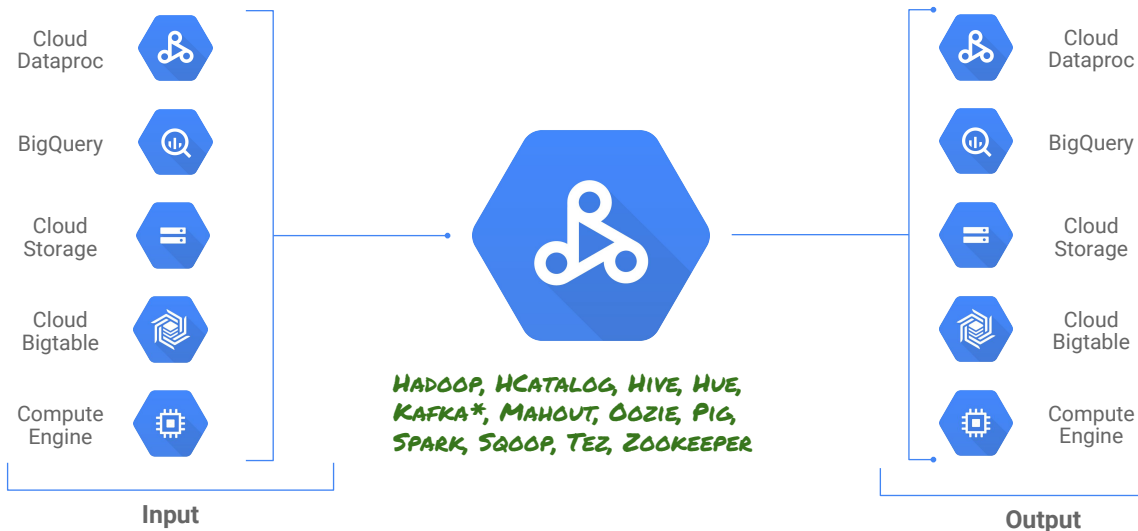 Cloud
Dataproc
BigQuery
Cloud
Storage
Cloud
Bigtable
Compute
Engine
Input
HADOOP, HCATALOG, HIVE, HUE,
KAFKA*, MAHOUT, OOZIE, PIG,
SPARK, SQOOP, TEZ, ZOOKEEPER
Cloud
Dataproc
BigQuery
Cloud
Storage
Cloud
Bigtable
Compute
Engine
Output